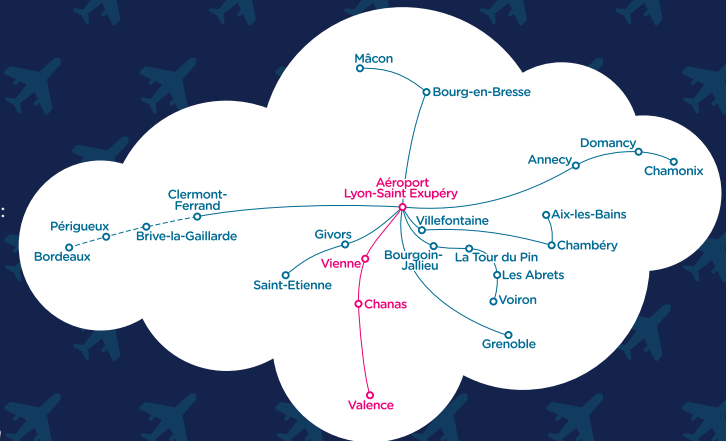 Mâcon
Bourg-en-Bresse
Domancy
Annecy
Chamonix
Aéroport
Lyon-Saint Exupéry
Clermont-
Ferrand
:
Périgueux
Brive-la-Gaillarde
Bordeaux
Villefontaine
Aix-les-Bains
Givors
Chambéry
Bourgoin-
Jallieu
La Tour du Pin
Vienne
Saint-Etienne
Les Abrets
Chanas
Voiron
Grenoble
Valence